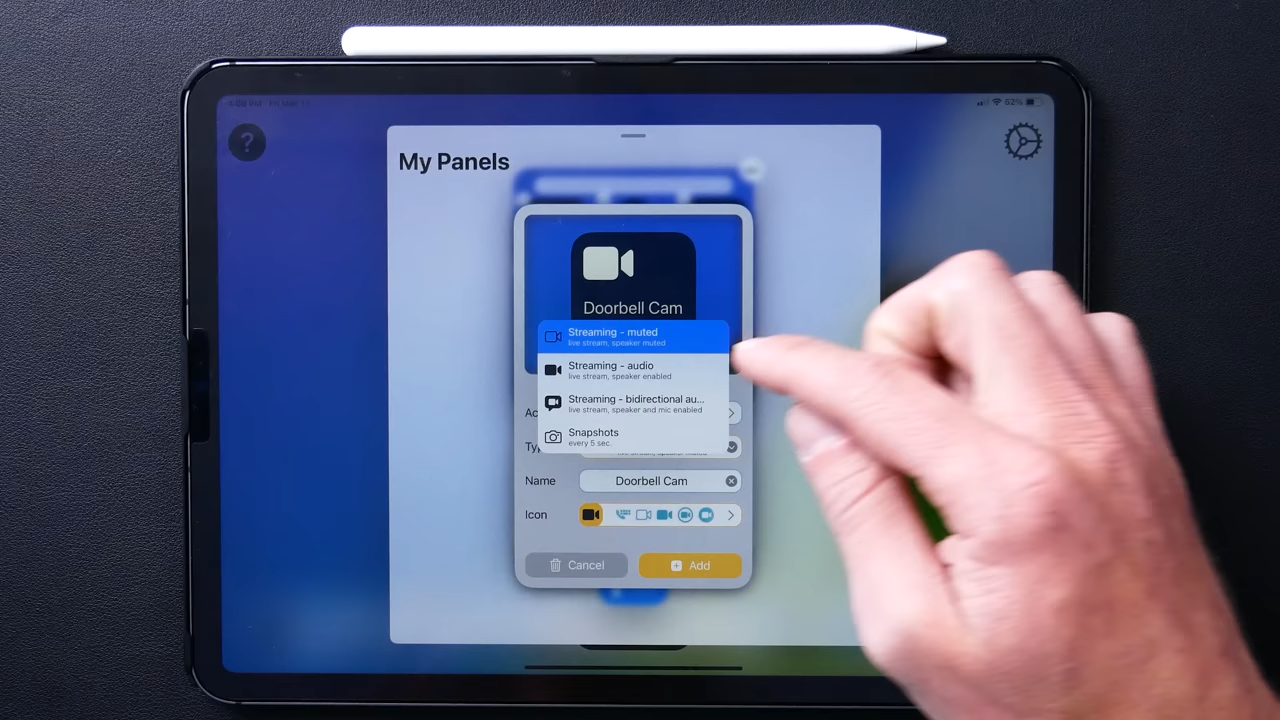 62%
?
My Panels
Doorbell Cam
Streaming - muted
live stream, speaker muted
Streaming - audio
live stream, speaker enabled
Streaming - bidirectional au...
live stream, speaker and mic enabled
Snapshots
every 5 sec.
Name
Doorbell Cam
Icon
Cancel
Add